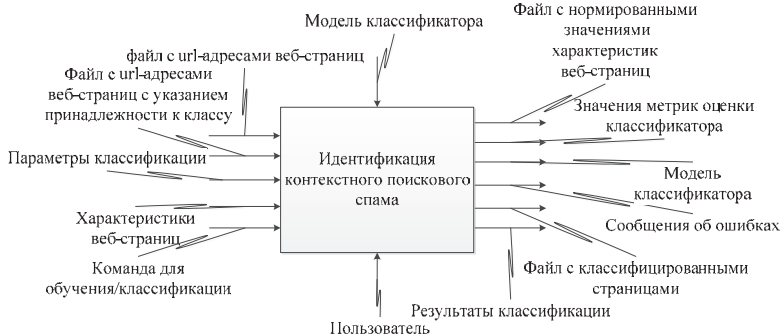 Модель классификатора
Файл с нормированными
значениями
характеристик
веб-страниц
файл с url-адресами веб-страниц
Файл с url-адресами
веб-страниц с указанием
принадлежности к классу
Параметры классификации
Характеристики
веб-страниц
Команда для
обучения/классификации
Идентификация
контекстного поискового
спама
Значения метрик оценки
классификатора
Модель
классификатора
Сообщения об ошибках
Файл с классифицированными
страницами
Результаты классификации
Пользователь